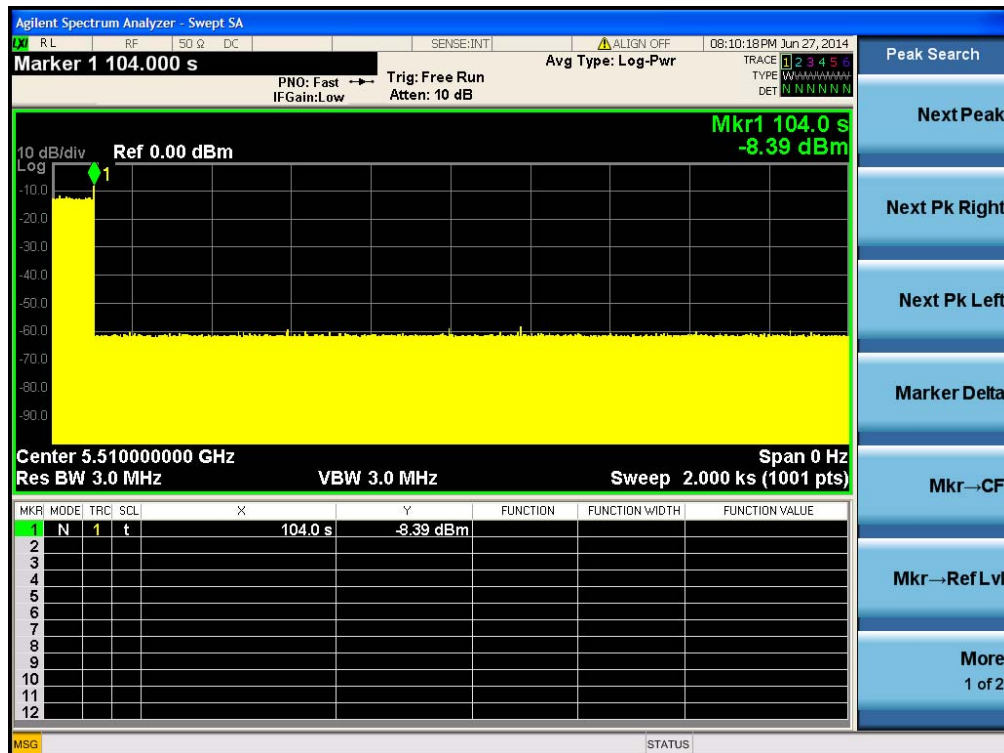 Agilent Spectrum Analyzer - Swept SA
LXI RL RF 50 Ω DC SENSE:INT ALIGN OFF 08:10:18PM Jun 27, 2014
Marker 1 104.000 s
PNO: Fast
IFGain:Low
Trig: Free Run
Atten: 10 dB
Avg Type: Log-Pwr
TRACE 1 2 3 4 5 6
TYPE WWWWWW
DET N N N N N N
Mkr1 104.0 s
-8.39 dBm
10 dB/div Ref 0.00 dBm
Log
1
-10.0
-20.0
-30.0
-40.0
-50.0
-60.0
-70.0
-80.0
-90.0
Center 5.510000000 GHz Span 0 Hz
Res BW 3.0 MHz VBW 3.0 MHz Sweep 2.000 ks (1001 pts)
MKR MODE TRC SCL X Y FUNCTION FUNCTION WIDTH FUNCTION VALUE
1 N 1 t 104.0 s -8.39 dBm
2
3
4
5
6
7
8
9
10
11
12
MSG STATUS
Peak Search
Next Peak
Next Pk Right
Next Pk Left
Marker Delta
Mkr→CF
Mkr→Ref Lvl
More
1 of 2